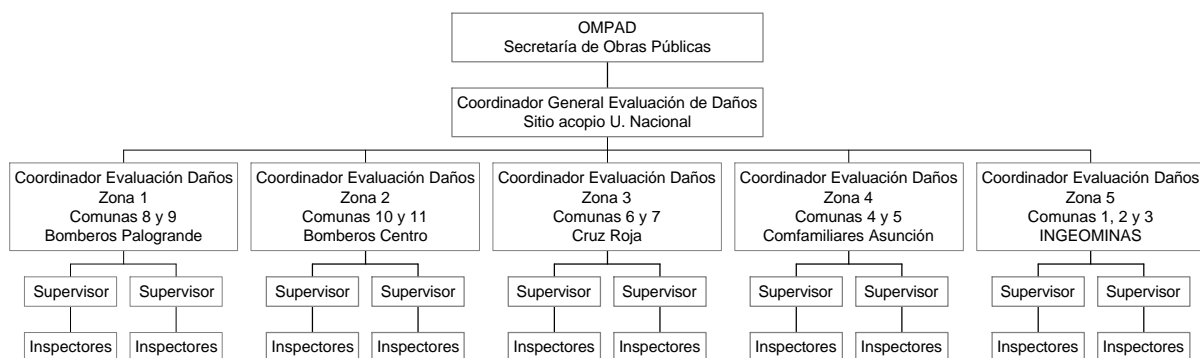 OMPAD
Secretaría de Obras Públicas
Coordinador General Evaluación de Daños
Sitio acopio U. Nacional
Coordinador Evaluación Daños
Zona 1
Comunas 8 y 9
Bomberos Palogrande
Coordinador Evaluación Daños
Zona 2
Comunas 10 y 11
Bomberos Centro
Coordinador Evaluación Daños
Zona 3
Comunas 6 y 7
Cruz Roja
Coordinador Evaluación Daños
Zona 4
Comunas 4 y 5
Comfamiliares Asunción
Coordinador Evaluación Daños
Zona 5
Comunas 1, 2 y 3
INGEOMINAS
Supervisor
Supervisor
Supervisor
Supervisor
Supervisor
Supervisor
Supervisor
Supervisor
Supervisor
Supervisor
Inspectores
Inspectores
Inspectores
Inspectores
Inspectores
Inspectores
Inspectores
Inspectores
Inspectores
Inspectores